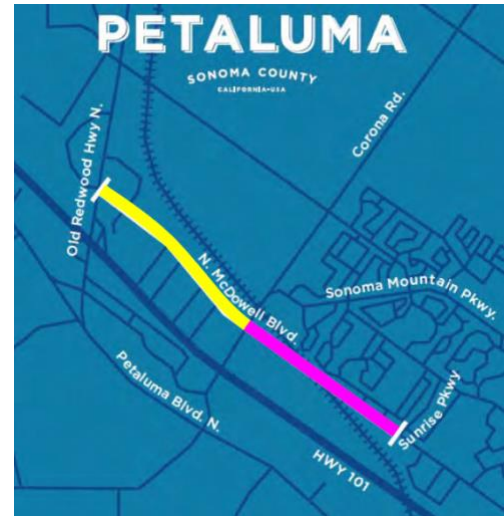 PETALUMA
SONOMA COUNTY
CALIFORNIA•USA
Old Redwood Hwy N.
Corona Rd.
N. McDowell Blvd.
Sonoma Mountain Pkwy.
Petaluma Blvd. N.
Sunrise Pkwy
HWY 101